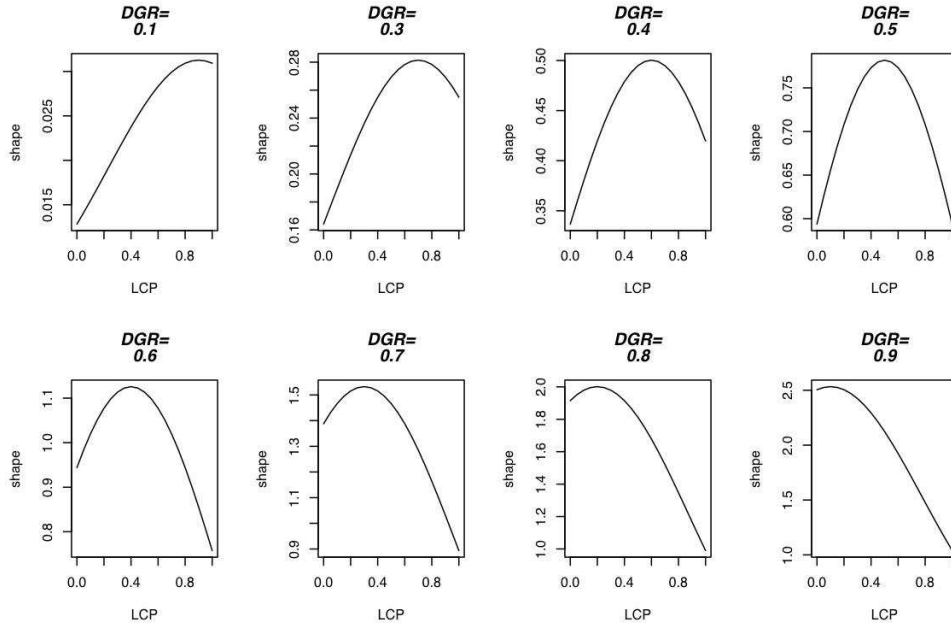 DGR=
0.1
shape
0.015
0.025
0.0
0.4
0.8
LCP
DGR=
0.3
shape
0.16
0.20
0.24
0.28
0.0
0.4
0.8
LCP
DGR=
0.4
shape
0.35
0.40
0.45
0.50
0.0
0.4
0.8
LCP
DGR=
0.5
shape
0.60
0.65
0.70
0.75
0.0
0.4
0.8
LCP
DGR=
0.6
shape
0.8
0.9
1.0
1.1
0.0
0.4
0.8
LCP
DGR=
0.7
shape
0.9
1.1
1.3
1.5
0.0
0.4
0.8
LCP
DGR=
0.8
shape
1.0
1.2
1.4
1.6
1.8
2.0
0.0
0.4
0.8
LCP
DGR=
0.9
shape
1.0
1.5
2.0
2.5
0.0
0.4
0.8
LCP